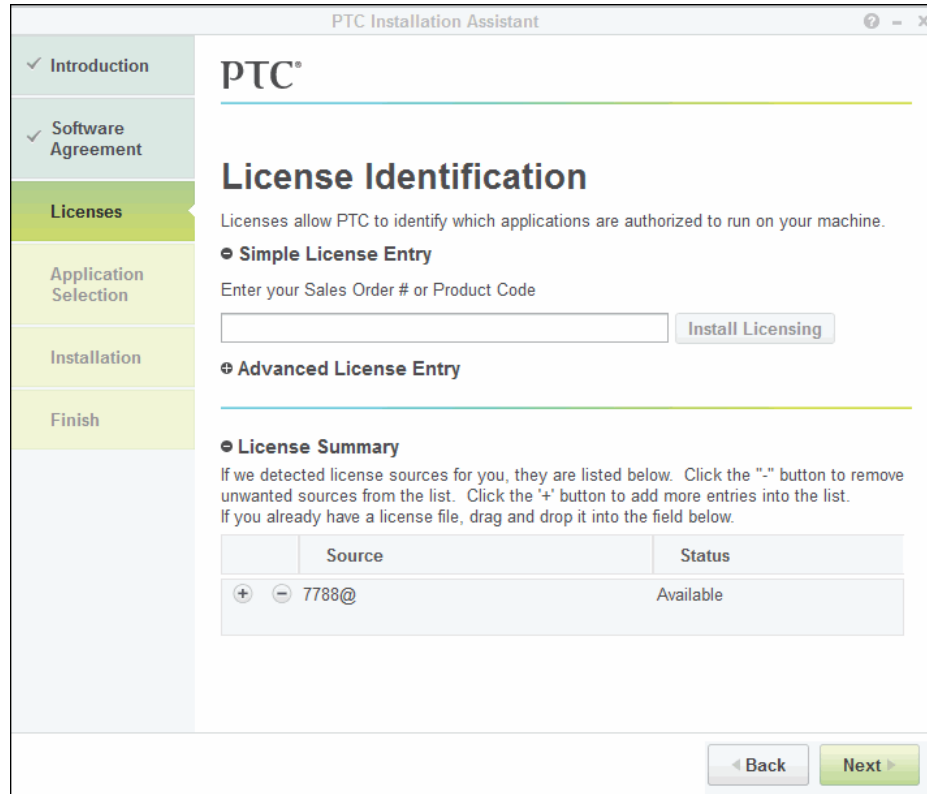 PTC Installation Assistant
Introduction
Software
Agreement
Licenses
Application
Selection
Installation
Finish
PTC®
License Identification
Licenses allow PTC to identify which applications are authorized to run on your machine.
Simple License Entry
Enter your Sales Order # or Product Code
Install Licensing
Advanced License Entry
License Summary
If we detected license sources for you, they are listed below. Click the "-" button to remove
unwanted sources from the list. Click the '+' button to add more entries into the list.
If you already have a license file, drag and drop it into the field below.
Source Status
7788@ Available
Back Next